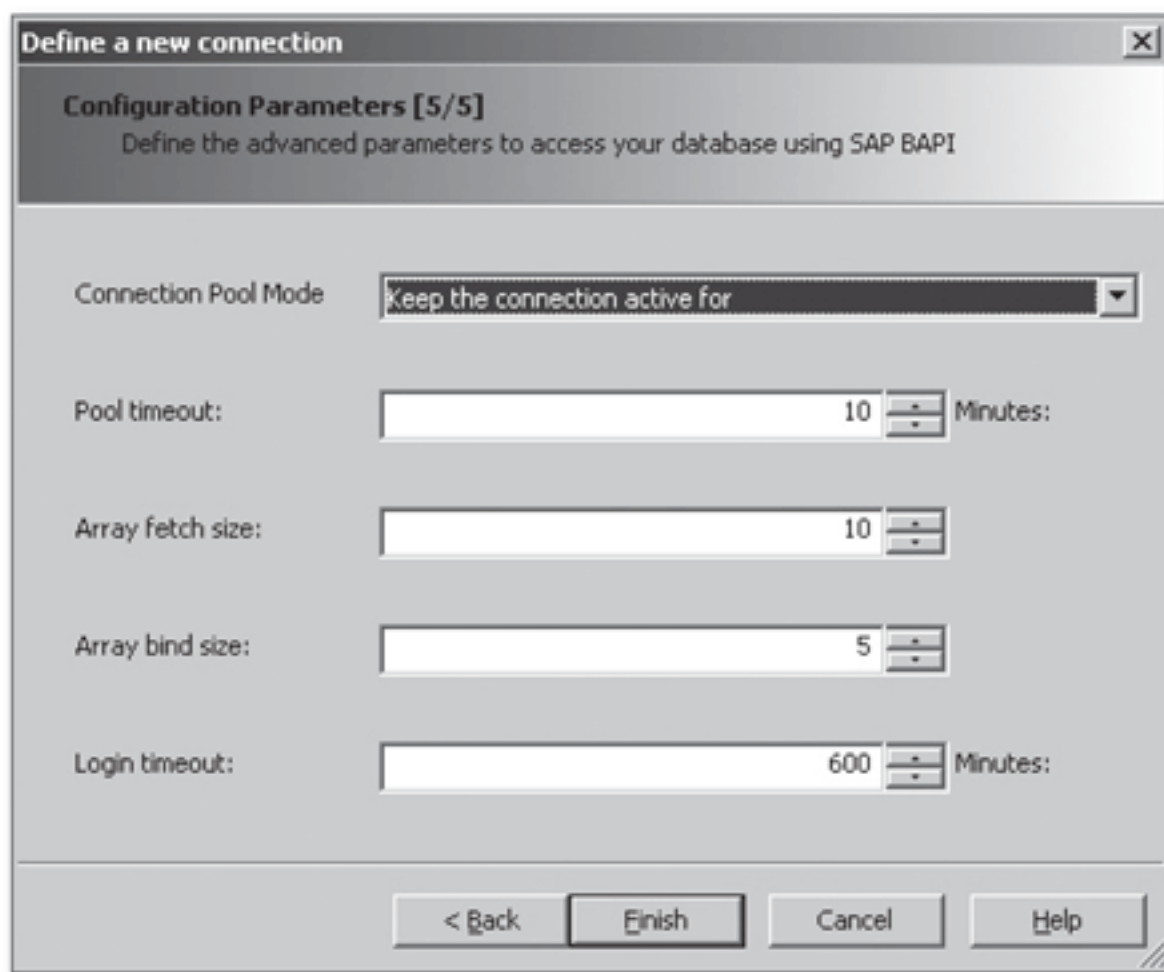 Define a new connection
Configuration Parameters [5/5]
Define the advanced parameters to access your database using SAP BAPI
Connection Pool Mode Keep the connection active for
Pool timeout: 10 Minutes:
Array fetch size: 10
Array bind size: 5
Login timeout: 600 Minutes:
< Back Finish Cancel Help